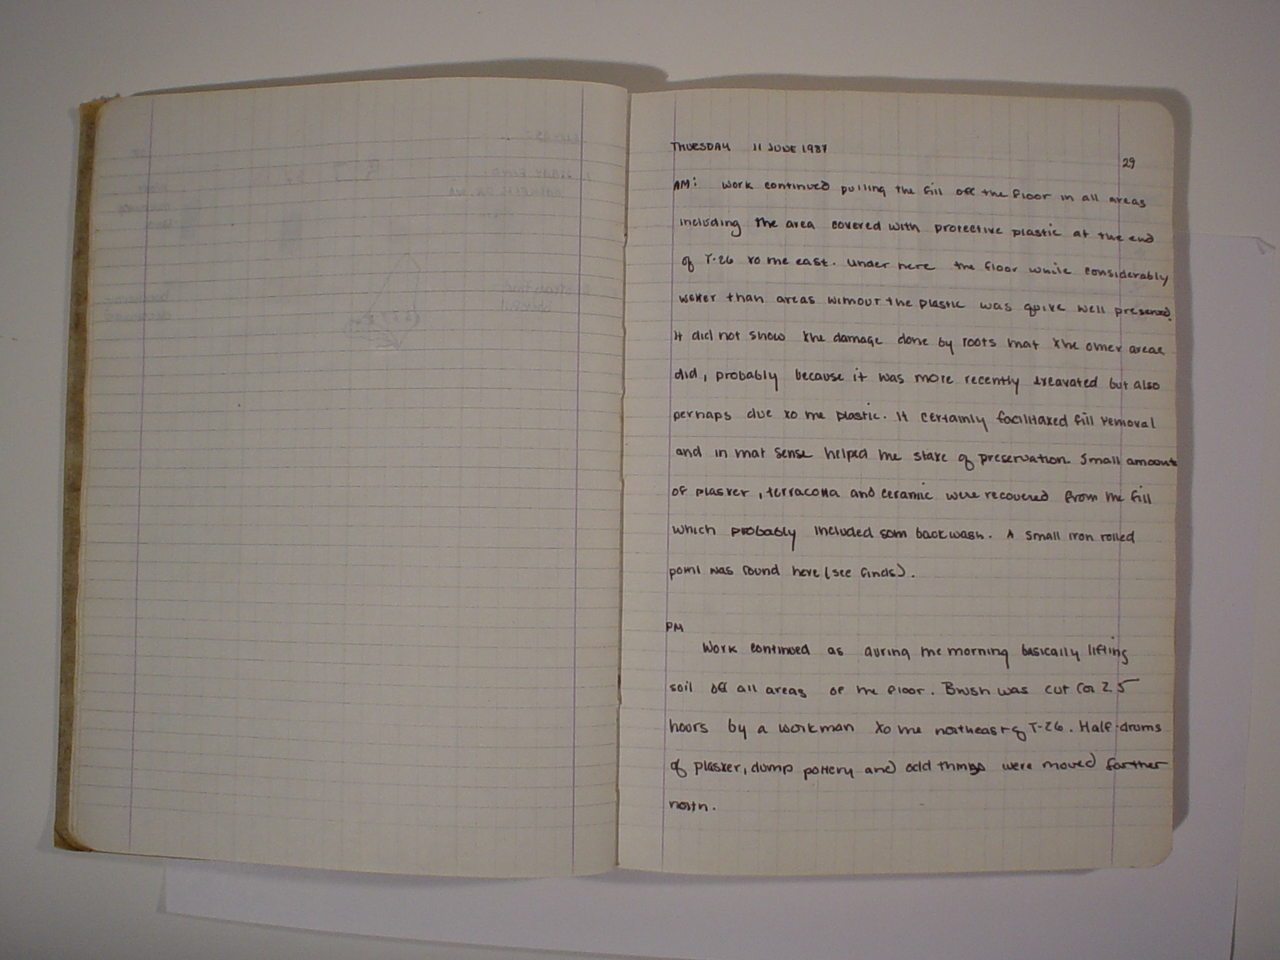 THURSDAY 11 JUNE 1987
29
AM: Work continued pulling the fill off the floor in all areas
including the area covered with protective plastic at the end
of T-26 to the east. Under here the floor while considerably
wetter than areas without the plastic was quite well preserved.
It did not show the damage done by roots that the other areas
did, probably because it was more recently excavated but also
perhaps due to the plastic. It certainly facilitated fill removal
and in that sense helped the state of preservation. Small amounts
of plaster, terracotta and ceramic were recovered from the fill
which probably included som backwash. A small iron rolled
point was found here (see finds).
PM
Work continued as during the morning basically lifting
soil off all areas of the floor. Brush was cut for 2.5
hours by a workman to the northeast of T-26. Half-drums
of plaster, dump pottery and odd things were moved farther
north.